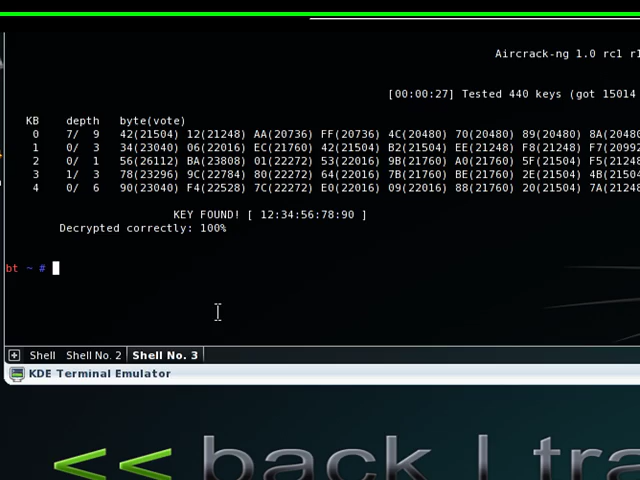 Aircrack-ng 1.0 rc1 r1
[00:00:27] Tested 440 keys (got 15014
KB depth byte(vote)
0 7/ 9 42(21504) 12(21248) AA(20736) FF(20736) 4C(20480) 70(20480) 89(20480) 8A(2048
1 0/ 3 34(23040) 06(22016) EC(21760) 42(21504) B2(21504) EE(21248) F8(21248) F7(2099
2 0/ 1 56(26112) BA(23808) 01(22272) 53(22016) 9B(21760) A0(21760) 5F(21504) F5(2124
3 1/ 3 78(23296) 9C(22784) 80(22272) 64(22016) 7B(21760) BE(21760) 2E(21504) 4B(2150
4 0/ 6 90(23040) F4(22528) 7C(22272) E0(22016) 09(22016) 88(21760) 20(21504) 7A(2124
KEY FOUND! [ 12:34:56:78:90 ]
Decrypted correctly: 100%
bt ~ #
Shell Shell No. 2 Shell No. 3
KDE Terminal Emulator
<< back | tra